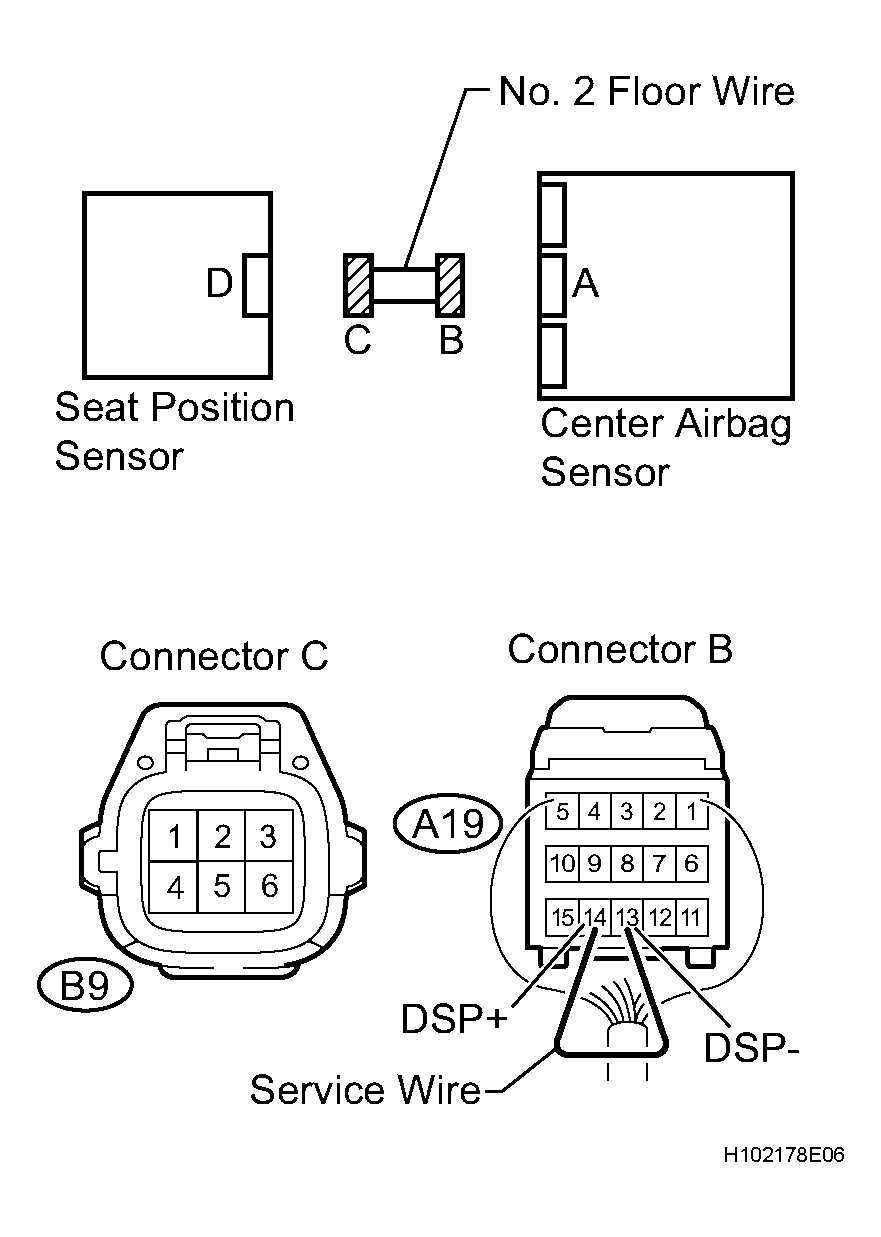 No. 2 Floor Wire
D
A
C
B
Seat Position
Sensor
Center Airbag
Sensor
Connector C
Connector B
A19
5 4 3 2 1
1 2 3
10 9 8 7 6
4 5 6
15 14 13 12 11
B9
DSP+
DSP-
Service Wire
H102178E06